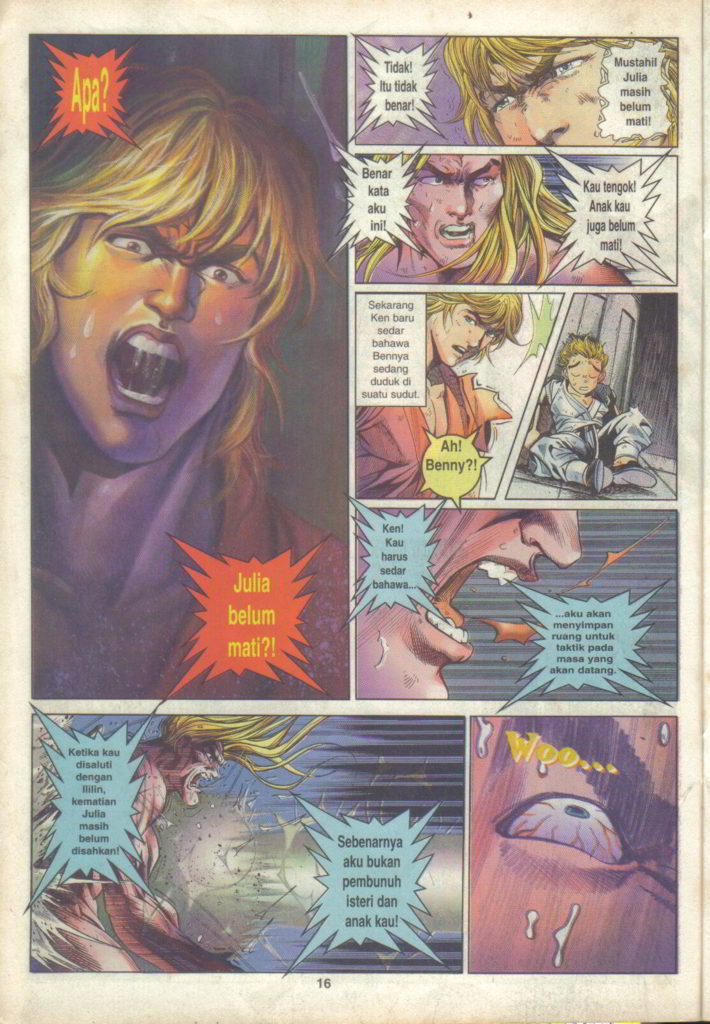 Apa?
Julia
belum
mati?!
Tidak!
Itu tidak
benar!
Mustahil
Julia
masih
belum
mati!
Benar
kata
aku
ini!
Kau tengok!
Anak kau
juga belum
mati!
Sekarang
Ken baru
sedar
bahawa
Bennya
sedang
duduk di
suatu sudut.
Ah!
Benny?!
Ken!
Kau
harus
sedar
bahawa...
...aku akan
menyimpan
ruang untuk
taktik pada
masa yang
akan datang.
Ketika kau
disaluti
dengan
Ililin,
kematian
Julia
masih
belum
disahkan!
Sebenarnya
aku bukan
pembunuh
isteri dan
anak kau!
Woo...
16